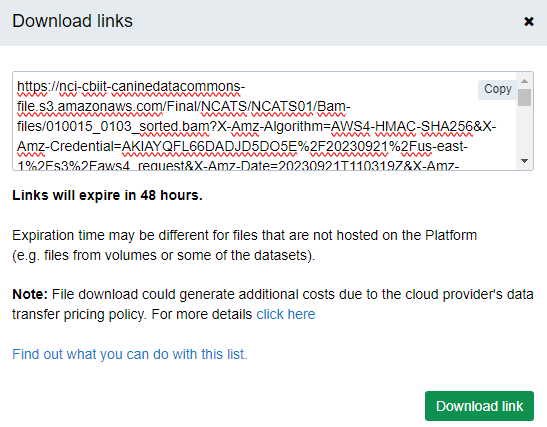 Download links
https://nci-cbiit-caninedatacommons-
file.s3.amazonaws.com/Final/NCATS/NCATS01/Bam-
files/010015_0103_sorted.bam?X-Amz-Algorithm=AWS4-HMAC-SHA256&X-
Amz-Credential=AKIAYQFL66DADJD5DO5E%2F20230921%2Fus-east-
1%2Fs3%2Faws4_request&X-Amz-Date=20230921T110319Z&X-Amz-
Copy
Links will expire in 48 hours.
Expiration time may be different for files that are not hosted on the Platform
(e.g. files from volumes or some of the datasets).
Note: File download could generate additional costs due to the cloud provider's data
transfer pricing policy. For more details click here
Find out what you can do with this list.
Download link